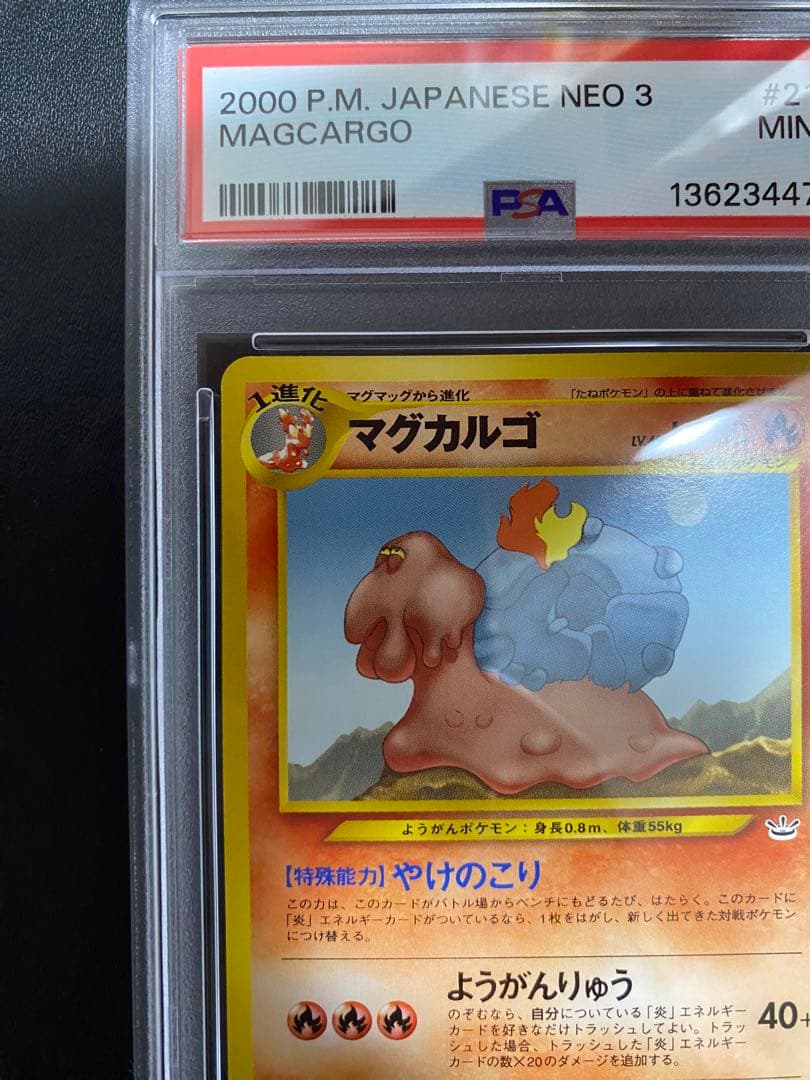 2000 P.M. JAPANESE NEO 3
MAGCARGO
MIN
PSA
13623447
1進化
マグマッグから進化
「たねポケモン」の上に重ねて進化させ
マグカルゴ
LV.
ようがんポケモン：身長0.8m、体重55kg
【特殊能力】やけのこり
この力は、このカードがバトル場からベンチにもどるたび、はたらく。このカードに
「炎」エネルギーカードがついているなら、1枚をはがし、新しく出てきた対戦ポケモン
につけ替える。
ようがんりゅう
のぞむなら、自分についている「炎」エネルギー
カードを好きなだけトラッシュしてよい。トラッ
シュした場合、トラッシュした「炎」エネルギー
カードの数×20のダメージを追加する。
40+